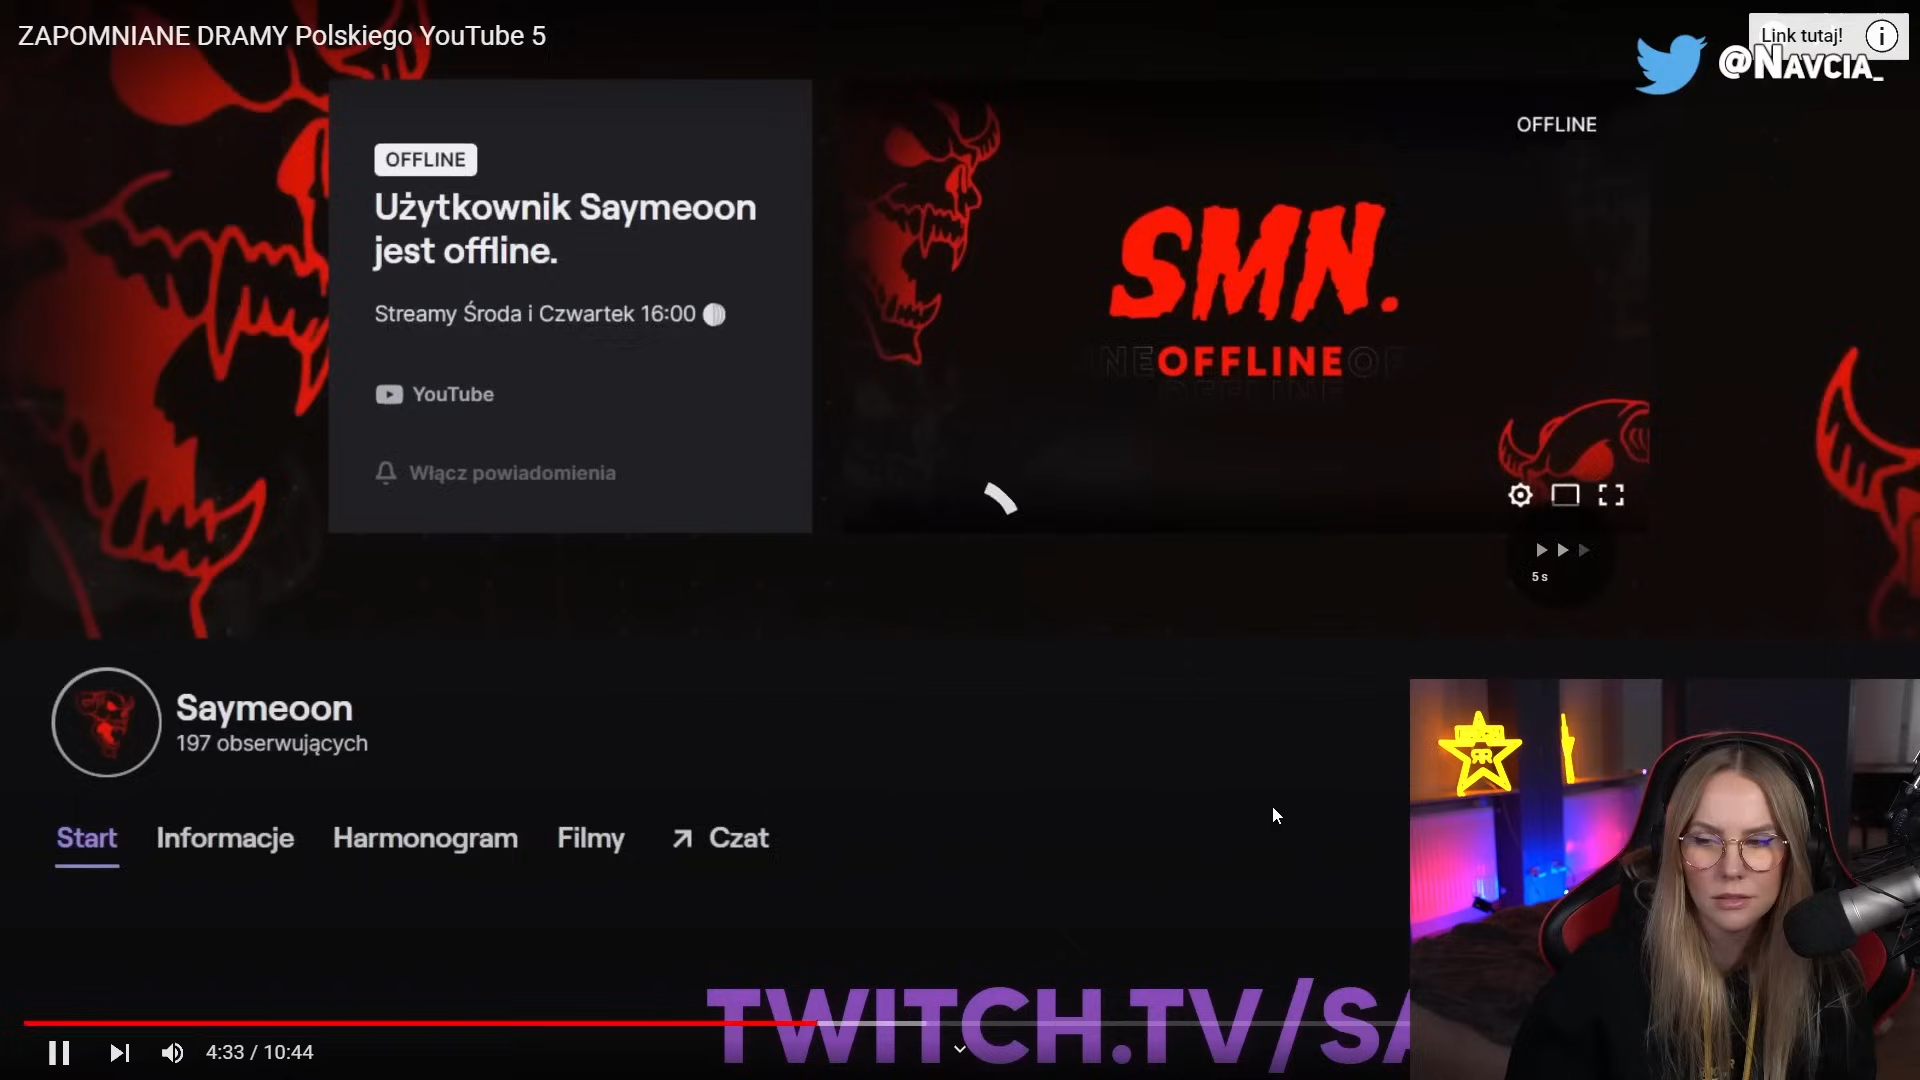 ZAPOMNIANE DRAMY Polskiego YouTube 5
Link tutaj!
@NAVCIA_
OFFLINE
Użytkownik Saymeoon
jest offline.
Streamy Środa i Czwartek 16:00
YouTube
Włącz powiadomienia
OFFLINE
SMN.
OFFLINE
5 s
Saymeoon
197 obserwujących
Start Informacje Harmonogram Filmy Czat
TWITCH.TV/SA
4:33 / 10:44